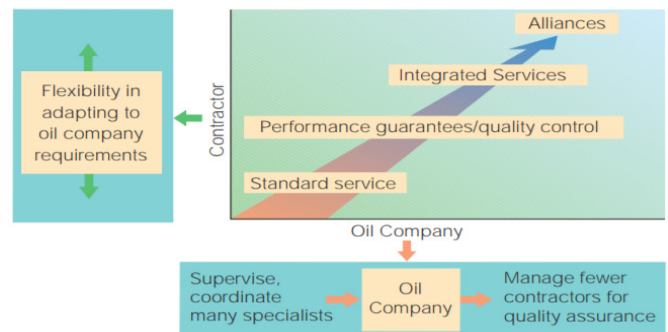 Alliances
Integrated Services
Performance guarantees/quality control
Standard service
Contractor
Flexibility in
adapting to
oil company
requirements
Oil Company
Supervise,
coordinate
many specialists
Oil
Company
Manage fewer
contractors for
quality assurance